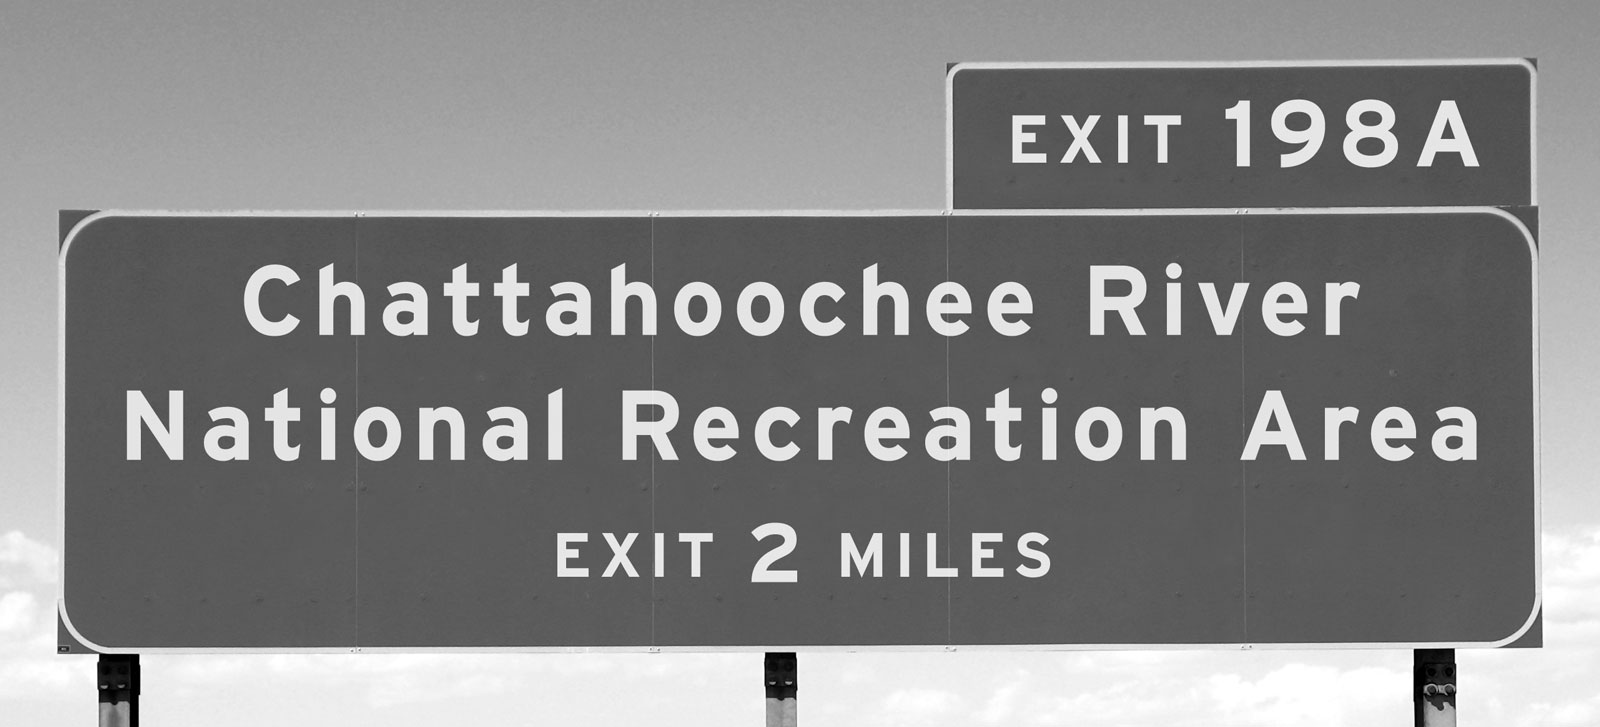 EXIT 198A
Chattahoochee River
National Recreation Area
EXIT 2 MILES